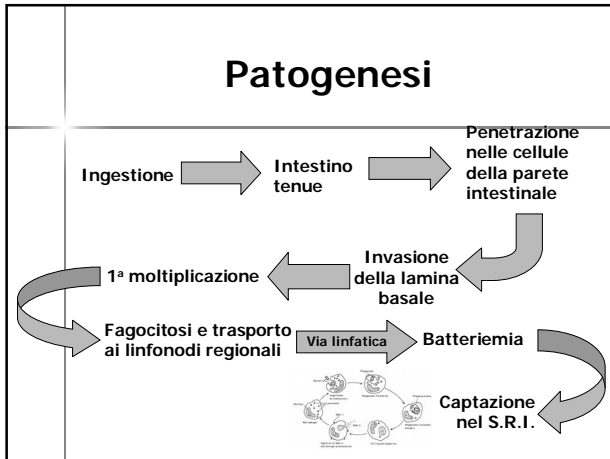 Patogenesi
Ingestione
Intestino
tenue
Penetrazione
nelle cellule
della parete
intestinale
Invasione
della lamina
basale
1ª moltiplicazione
Fagocitosi e trasporto
ai linfonodi regionali
Via linfatica
Batteriemia
Captazione
nel S.R.I.